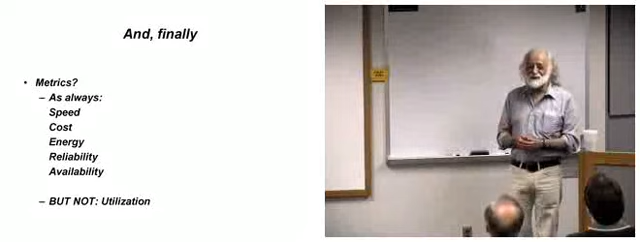 And, finally
• Metrics?
– As always:
Speed
Cost
Energy
Reliability
Availability
– BUT NOT: Utilization